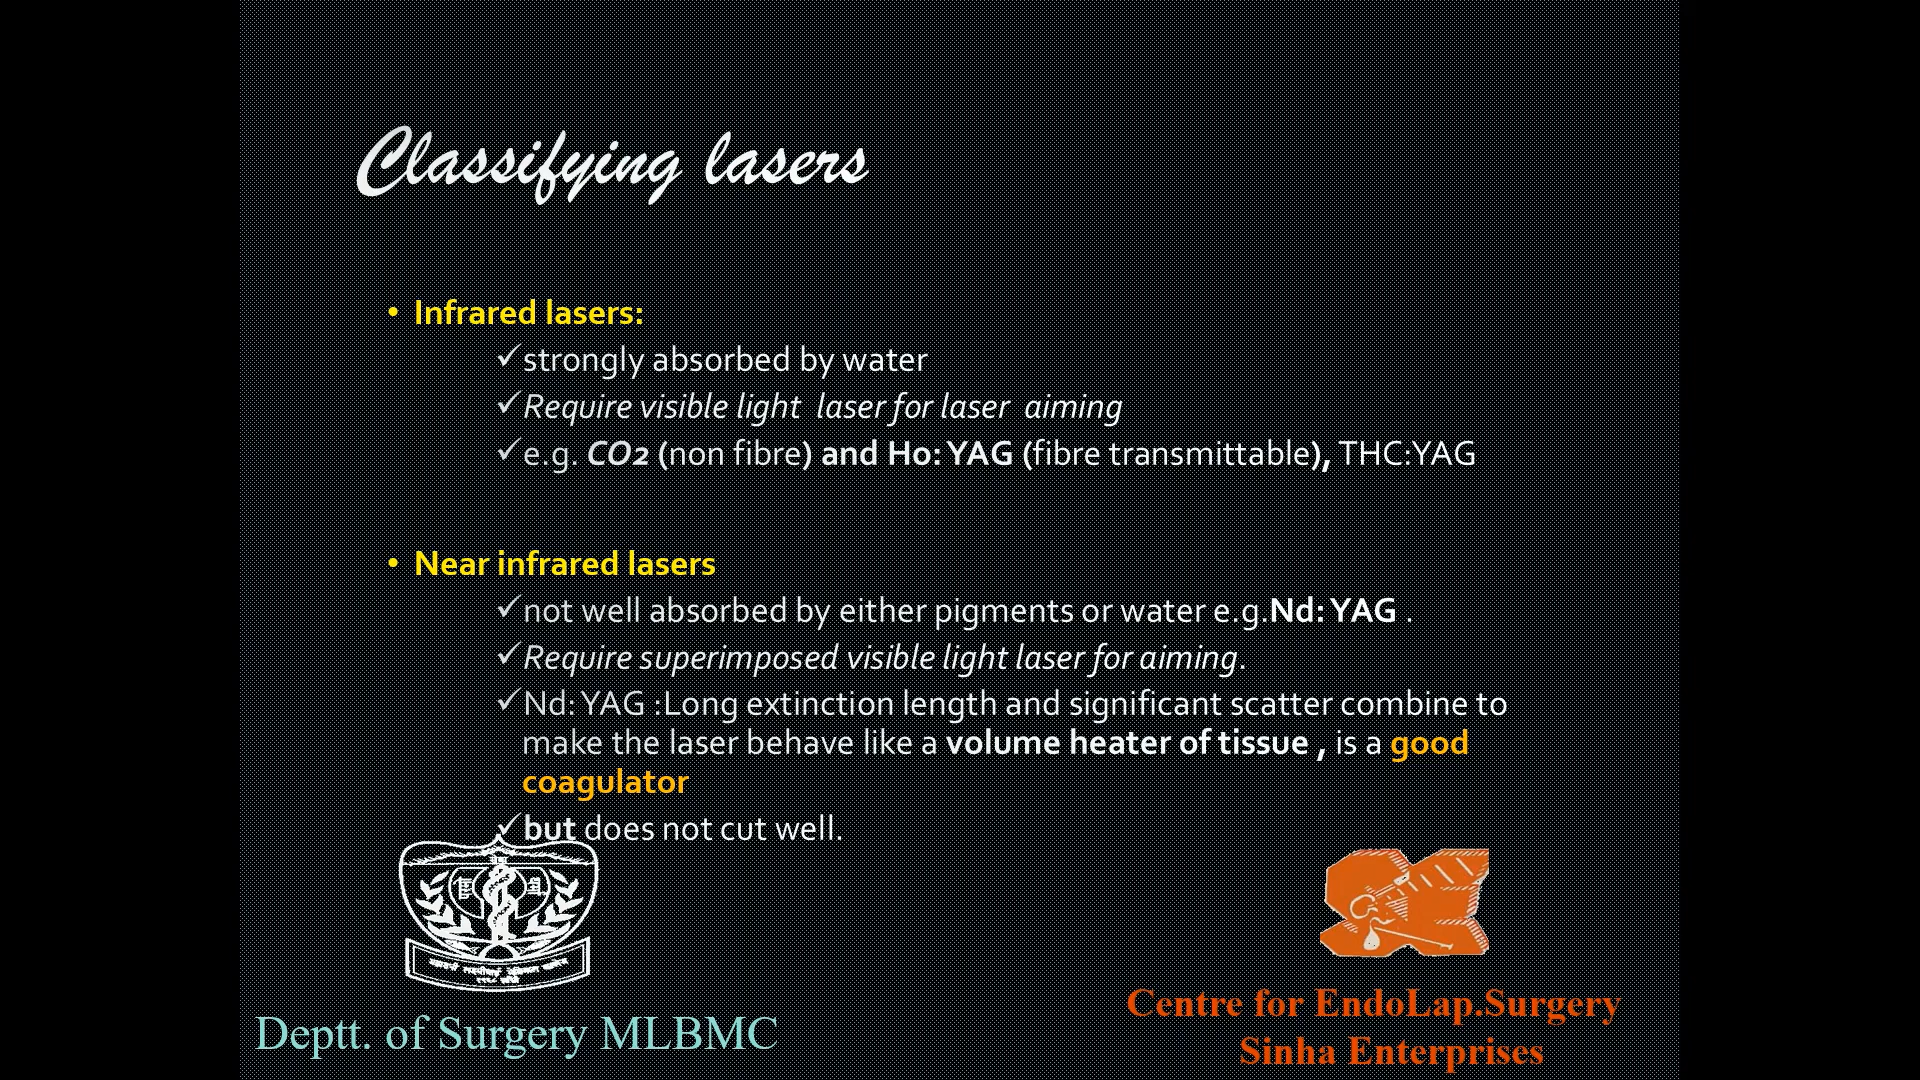 Classifying lasers
• Infrared lasers:
✓strongly absorbed by water
✓Require visible light laser for laser aiming
✓e.g. CO2 (non fibre) and Ho: YAG (fibre transmittable), THC:YAG
• Near infrared lasers
✓not well absorbed by either pigments or water e.g.Nd: YAG .
✓Require superimposed visible light laser for aiming.
✓Nd: YAG :Long extinction length and significant scatter combine to
make the laser behave like a volume heater of tissue , is a good
coagulator
✓but does not cut well.
Centre for EndoLap.Surgery
Sinha Enterprises
Deptt. of Surgery MLBMC